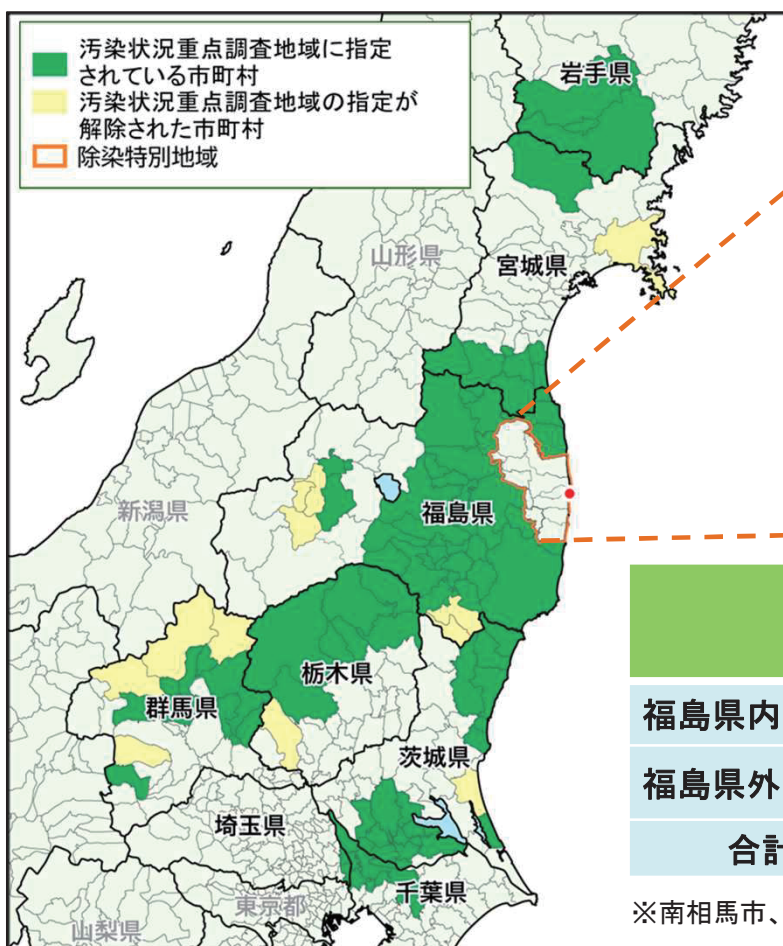 汚染状況重点調査地域に指定
されている市町村
汚染状況重点調査地域の指定が
解除された市町村
除染特別地域
岩手県
山形県
宮城県
新潟県
福島県
栃木県
群馬県
茨城県
埼玉県
千葉県
東京都
山梨県
福島県内
福島県外
合計
※南相馬市、